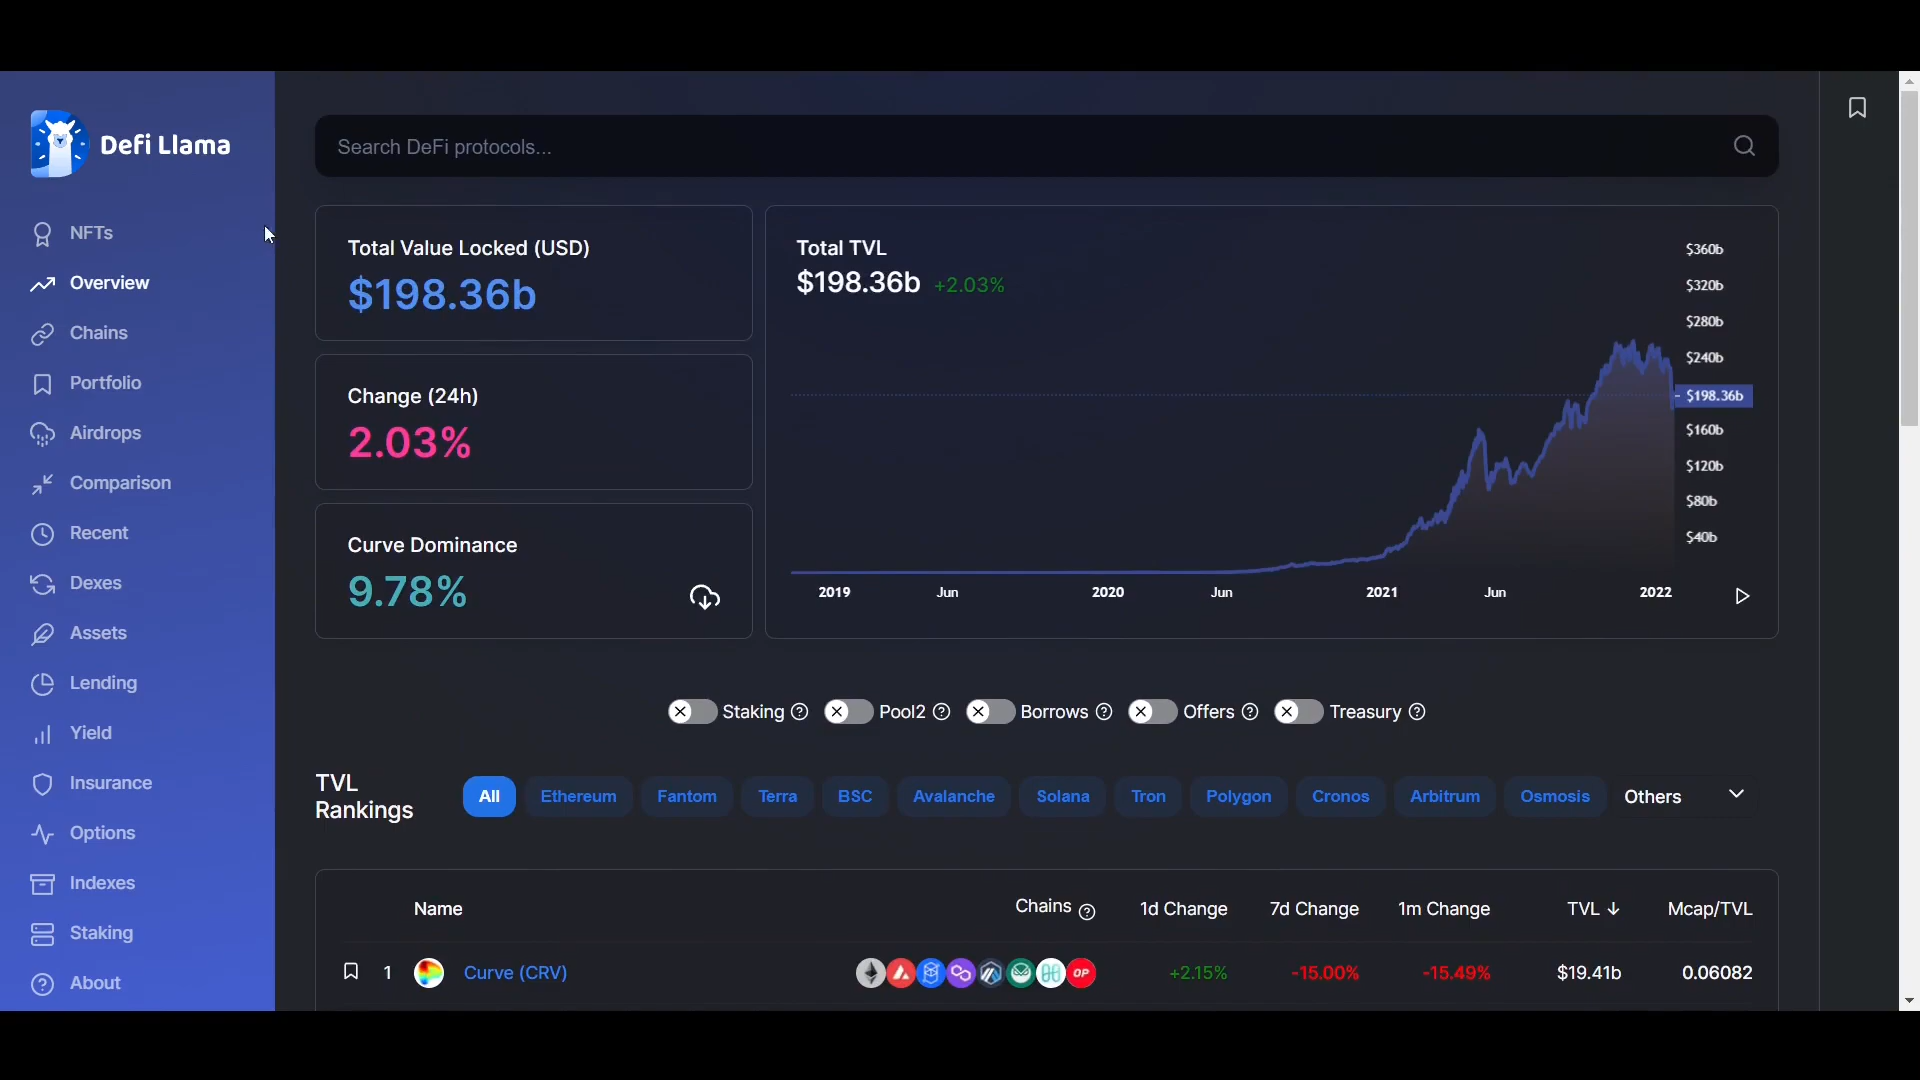 Defi Llama
NFTs
Overview
Chains
Portfolio
Airdrops
Comparison
Recent
Dexes
Assets
Lending
Yield
Insurance
Options
Indexes
Staking
About
Search DeFi protocols...
Total Value Locked (USD)
$198.36b
Change (24h)
2.03%
Curve Dominance
9.78%
Total TVL
$198.36b +2.03%
$360b
$320b
$280b
$240b
$198.36b
$160b
$120b
$80b
$40b
2019 Jun 2020 Jun 2021 Jun 2022
Staking Pool2 Borrows Offers Treasury
TVL
Rankings
All Ethereum Fantom Terra BSC Avalanche Solana Tron Polygon Cronos Arbitrum Osmosis Others
Name Chains 1d Change 7d Change 1m Change TVL ↓ Mcap/TVL
1 Curve (CRV) OP +2.15% -15.00% -15.49% $19.41b 0.06082